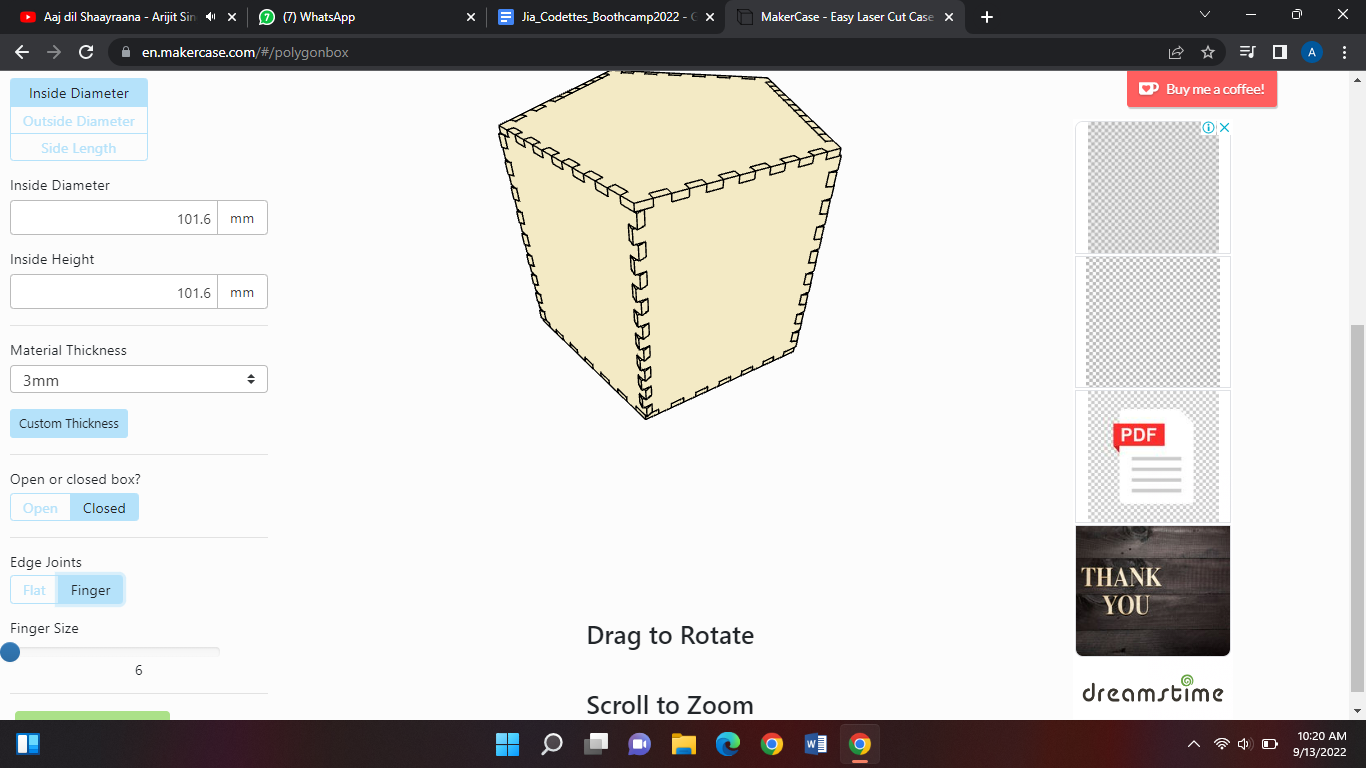 Aaj dil Shaayraana - Arijit Sin
(7) WhatsApp
Jia_Codettes_Boothcamp2022 - G
MakerCase - Easy Laser Cut Case
en.makercase.com/#/polygonbox
A
Inside Diameter
Outside Diameter
Side Length
Inside Diameter
101.6 mm
Inside Height
101.6 mm
Material Thickness
3mm
Custom Thickness
Open or closed box?
Open Closed
Edge Joints
Flat Finger
Finger Size
6
Drag to Rotate
Scroll to Zoom
Buy me a coffee!
PDF
THANK
YOU
dreamstime
10:20 AM
9/13/2022